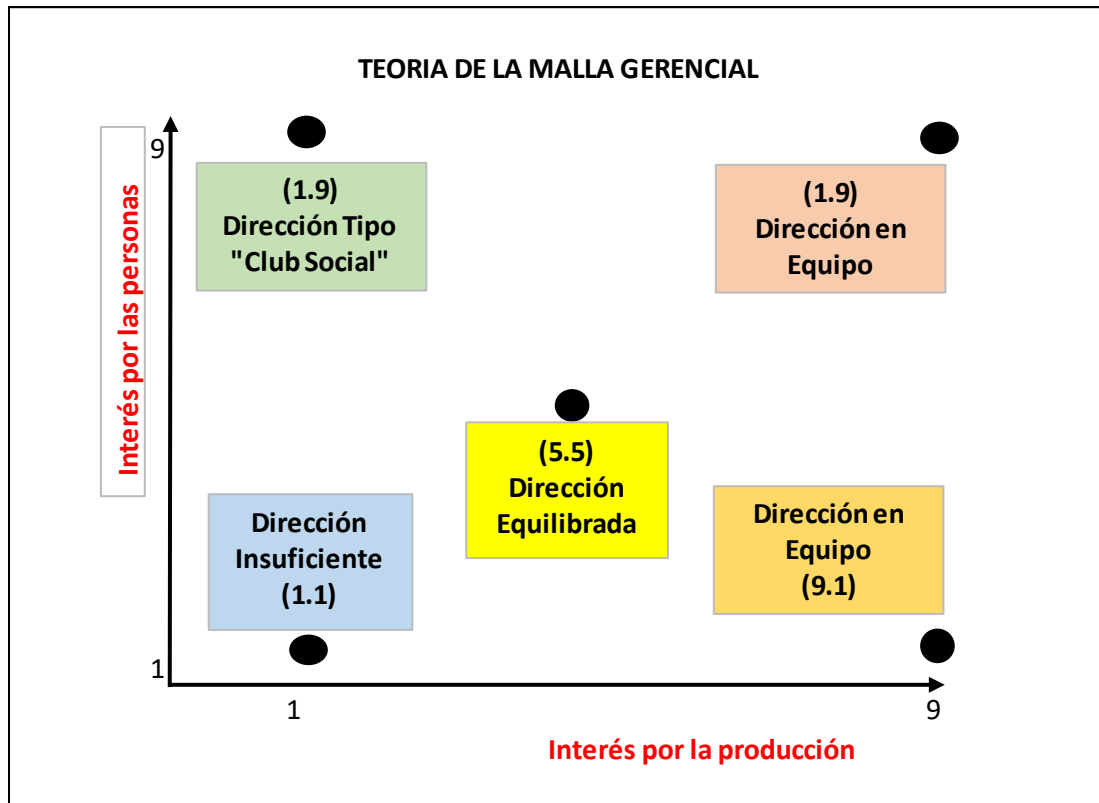 TEORIA DE LA MALLA GERENCIAL
Interés por las personas
9
(1.9)
Dirección Tipo
"Club Social"
(1.9)
Dirección en
Equipo
(5.5)
Dirección
Equilibrada
Dirección
Insuficiente
(1.1)
Dirección en
Equipo
(9.1)
1
1
9
Interés por la producción